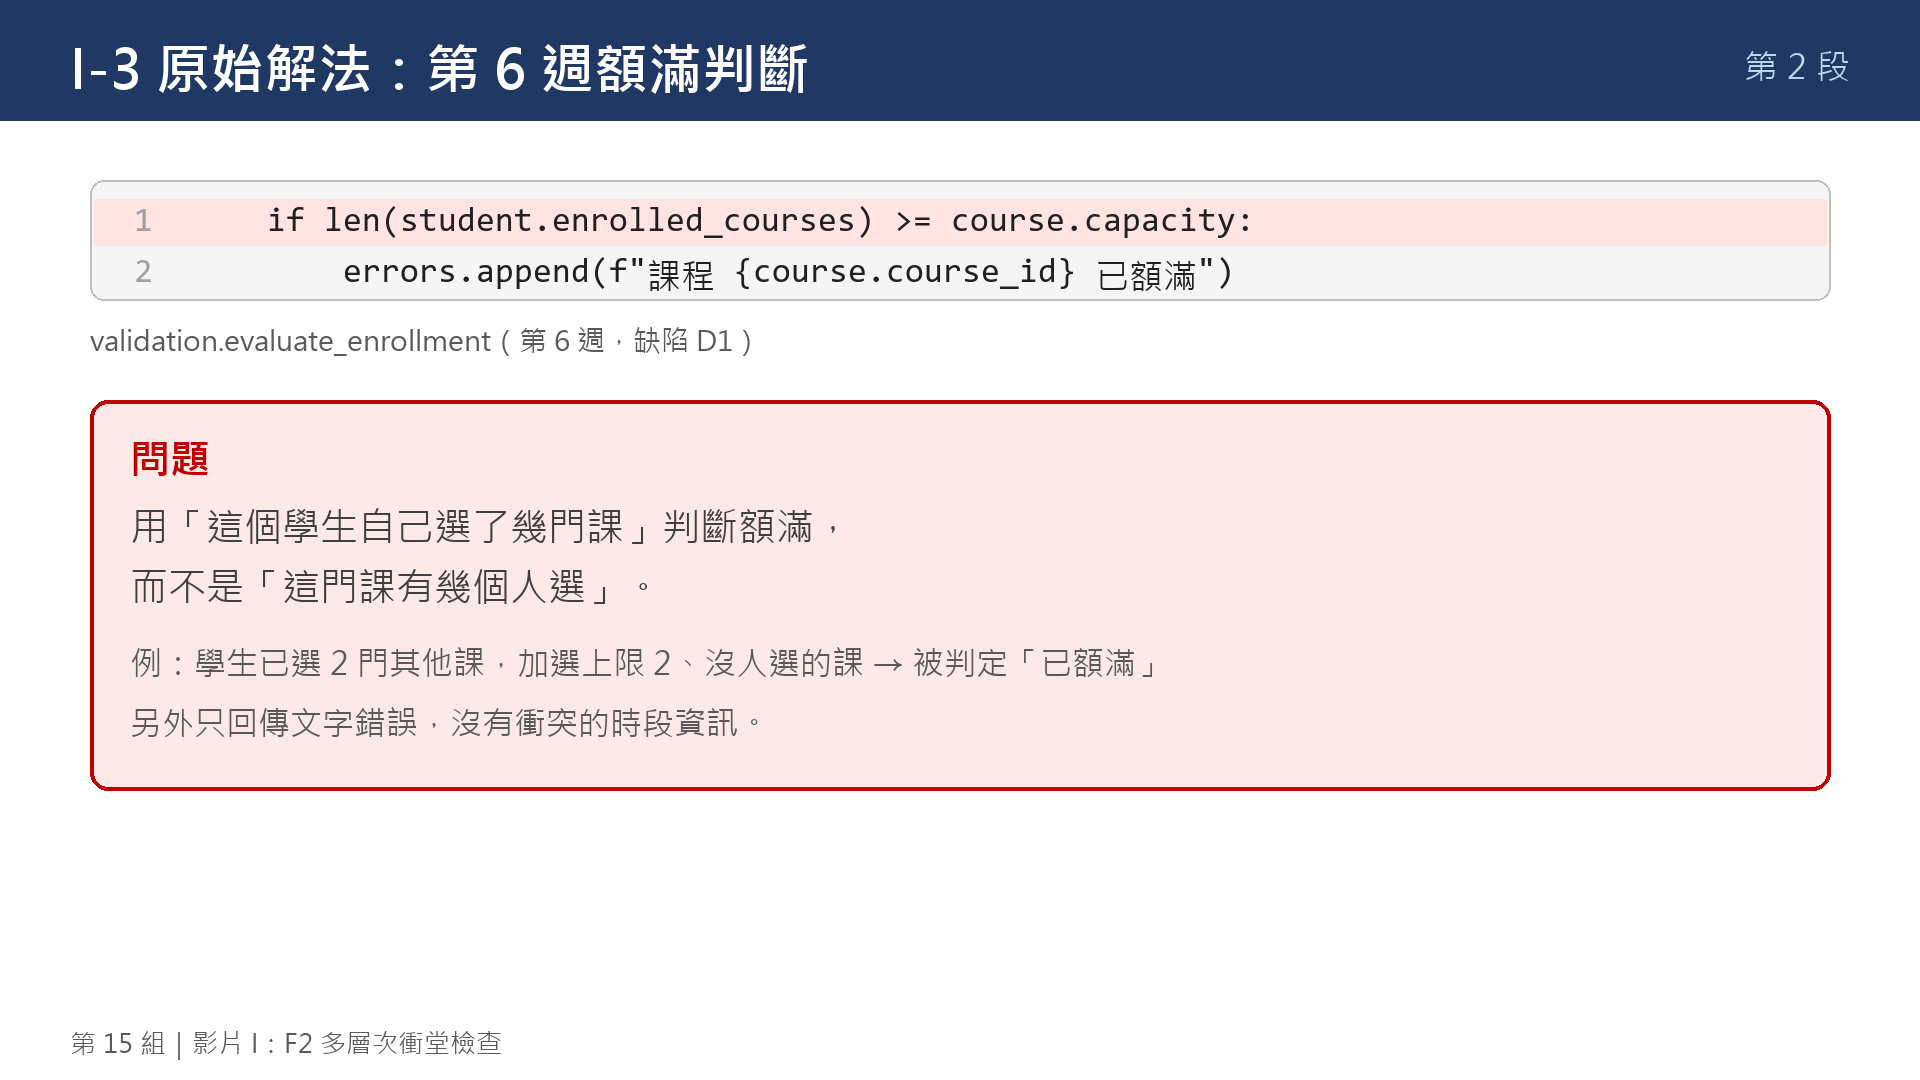 I-3 原始解法：第 6 週額滿判斷
第 2 段
1 if len(student.enrolled_courses) >= course.capacity:
2 errors.append(f"課程 {course.course_id} 已額滿")
validation.evaluate_enrollment（第 6 週，缺陷 D1）
問題
用「這個學生自己選了幾門課」判斷額滿，
而不是「這門課有幾個人選」。
例：學生已選 2 門其他課，加選上限 2、沒人選的課 → 被判定「已額滿」
另外只回傳文字錯誤，沒有衝突的時段資訊。
第 15 組｜影片 I：F2 多層次衝堂檢查